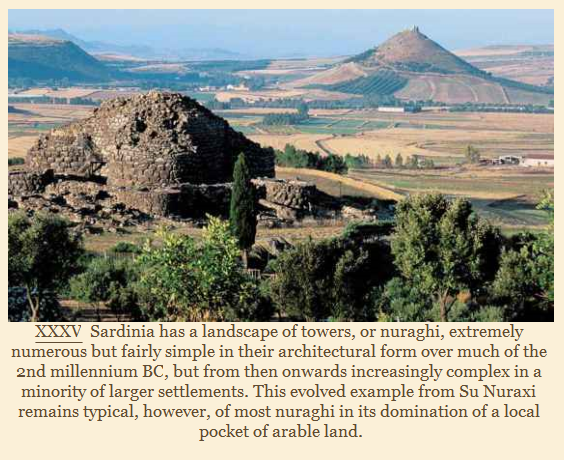 XXXV Sardinia has a landscape of towers, or nuraghi, extremely
numerous but fairly simple in their architectural form over much of the
2nd millennium BC, but from then onwards increasingly complex in a
minority of larger settlements. This evolved example from Su Nuraxi
remains typical, however, of most nuraghi in its domination of a local
pocket of arable land.